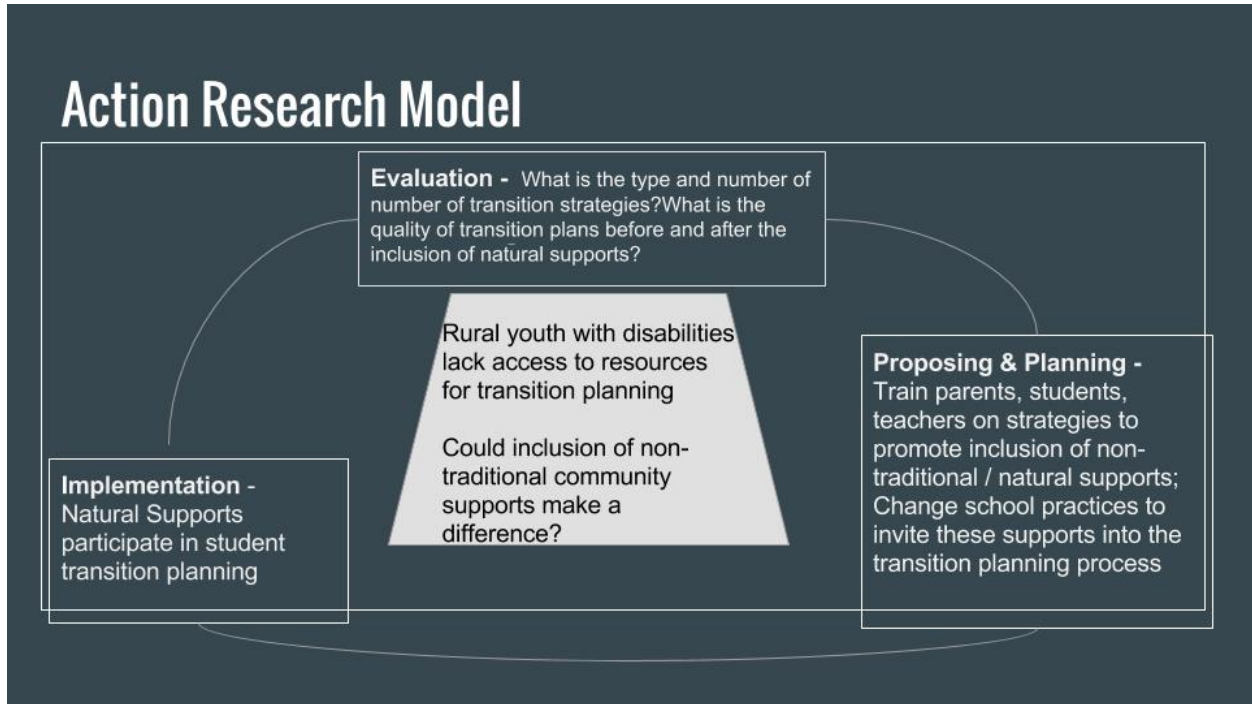 Action Research Model
Evaluation - What is the type and number of
number of transition strategies?What is the
quality of transition plans before and after the
inclusion of natural supports?
Rural youth with disabilities
lack access to resources
for transition planning
Could inclusion of non-
traditional community
supports make a
difference?
Proposing & Planning -
Train parents, students,
teachers on strategies to
promote inclusion of non-
traditional / natural supports;
Change school practices to
invite these supports into the
transition planning process
Implementation -
Natural Supports
participate in student
transition planning